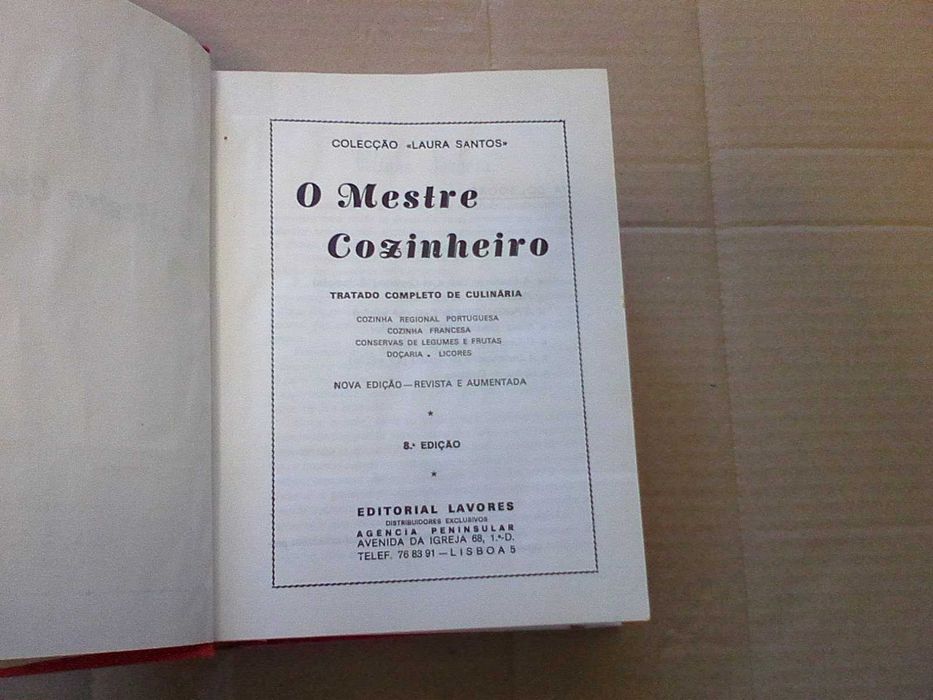 COLECÇÃO «LAURA SANTOS»
O Mestre
Cozinheiro
TRATADO COMPLETO DE CULINÁRIA
COZINHA REGIONAL PORTUGUESA
COZINHA FRANCESA
CONSERVAS DE LEGUMES E FRUTAS
DOÇARIA . LICORES
NOVA EDIÇÃO — REVISTA E AUMENTADA
*
8.ª EDIÇÃO
*
EDITORIAL LAVORES
DISTRIBUIDORES EXCLUSIVOS
AGÊNCIA PENINSULAR
AVENIDA DA IGREJA 68, 1.º-D.
TELEF. 76 83 91 — LISBOA 5